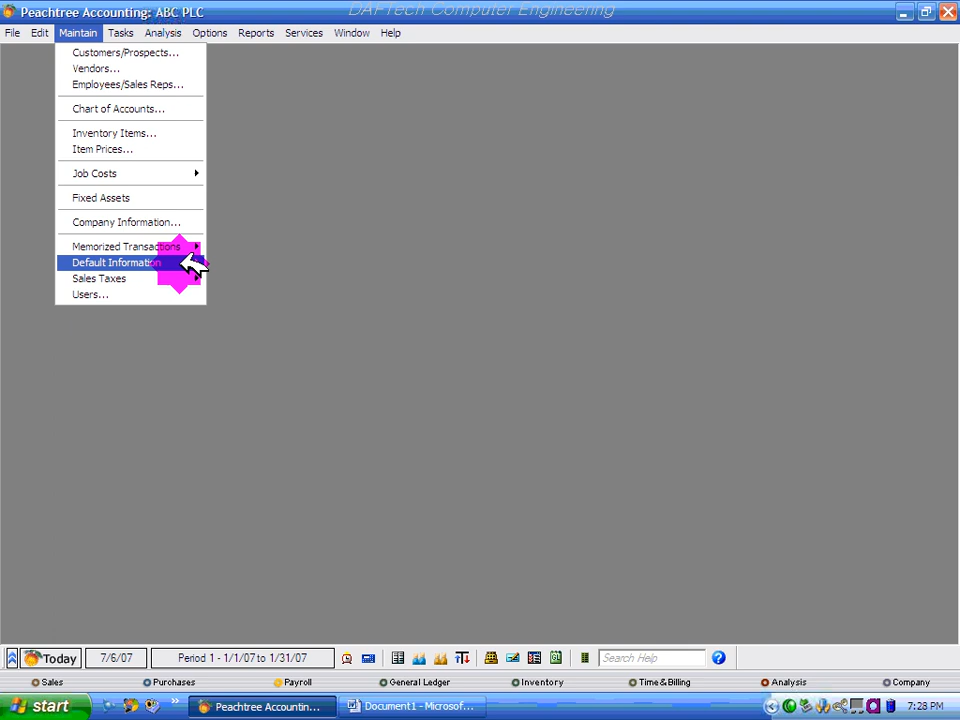 Peachtree Accounting: ABC PLC
DAFTech Computer Engineering
File Edit Maintain Tasks Analysis Options Reports Services Window Help
Customers/Prospects...
Vendors...
Employees/Sales Reps...
Chart of Accounts...
Inventory Items...
Item Prices...
Job Costs
Fixed Assets
Company Information...
Memorized Transactions
Default Information
Sales Taxes
Users...
Today 7/6/07 Period 1 - 1/1/07 to 1/31/07 Search Help
Sales Purchases Payroll General Ledger Inventory Time & Billing Analysis Company
start Peachtree Accountin... Document1 - Microsof... 7:28 PM